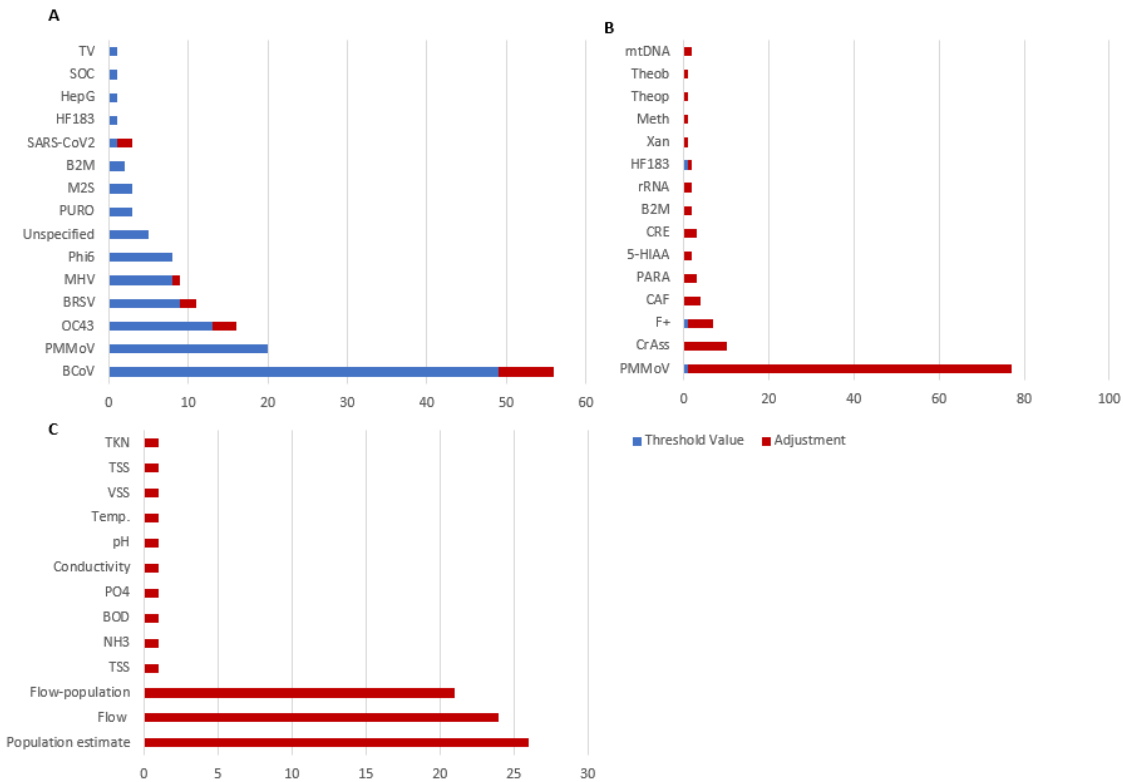 A
TV
SOC
HepG
HF183
SARS-CoV2
B2M
M2S
PURO
Unspecified
Phi6
MHV
BRSV
OC43
PMMoV
BCoV
0 10 20 30 40 50 60
B
mtDNA
Theob
Theop
Meth
Xan
HF183
rRNA
B2M
CRE
5-HIAA
PARA
CAF
F+
CrAss
PMMoV
0 20 40 60 80 100
Threshold Value Adjustment
C
TKN
TSS
VSS
Temp.
pH
Conductivity
PO4
BOD
NH3
TSS
Flow-population
Flow
Population estimate
0 5 10 15 20 25 30